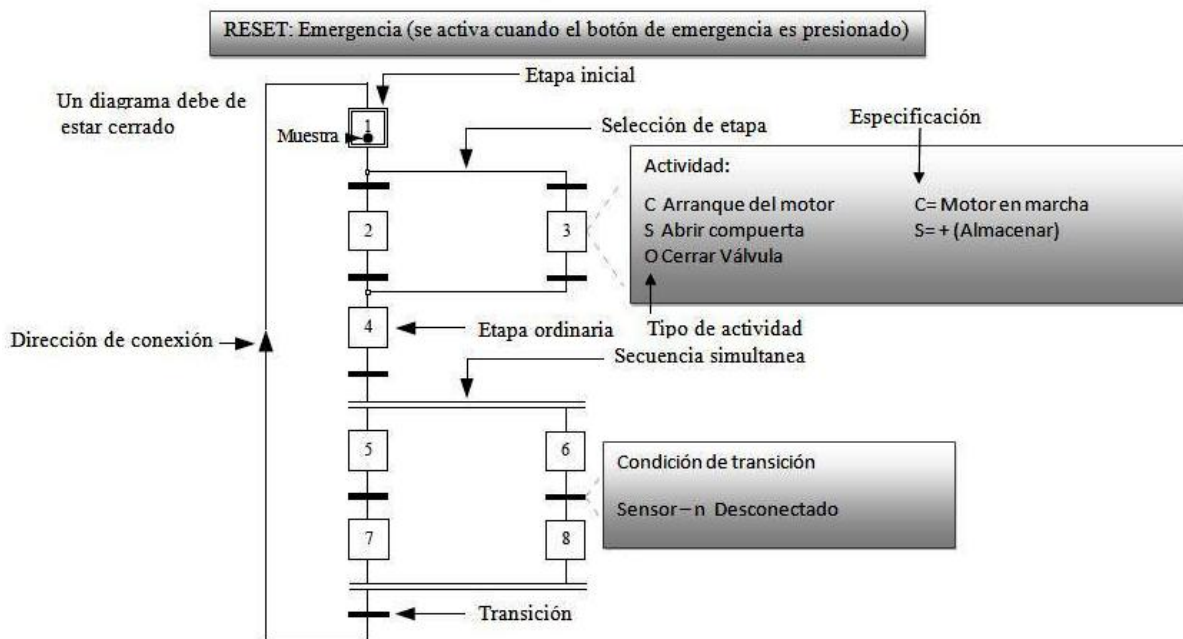 RESET: Emergencia (se activa cuando el botón de emergencia es presionado)
Etapa inicial
Un diagrama debe de
estar cerrado
1
Muestra
Selección de etapa
Especificación
Actividad:
C Arranque del motor
C= Motor en marcha
S Abrir compuerta
S= + (Almacenar)
O Cerrar Válvula
2
3
4
Etapa ordinaria
Tipo de actividad
Dirección de conexión
Secuencia simultanea
5
6
Condición de transición
Sensor–n Desconectado
7
8
Transición